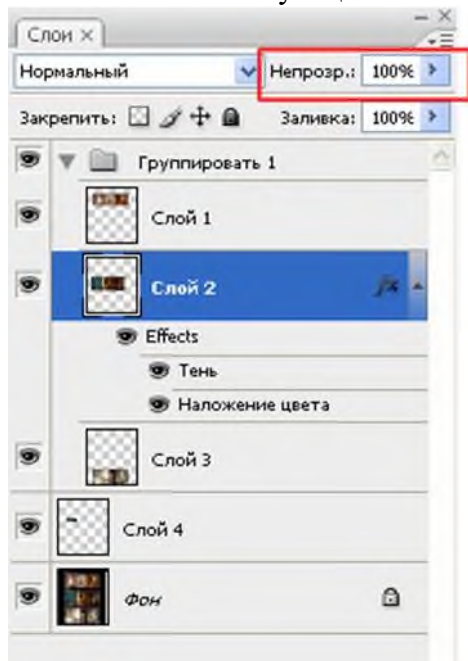 Слои ×
Нормальный Непрозр.: 100%
Закрепить: Заливка: 100%
Группировать 1
Слой 1
Слой 2 fx
Effects
Тень
Наложение цвета
Слой 3
Слой 4
Фон